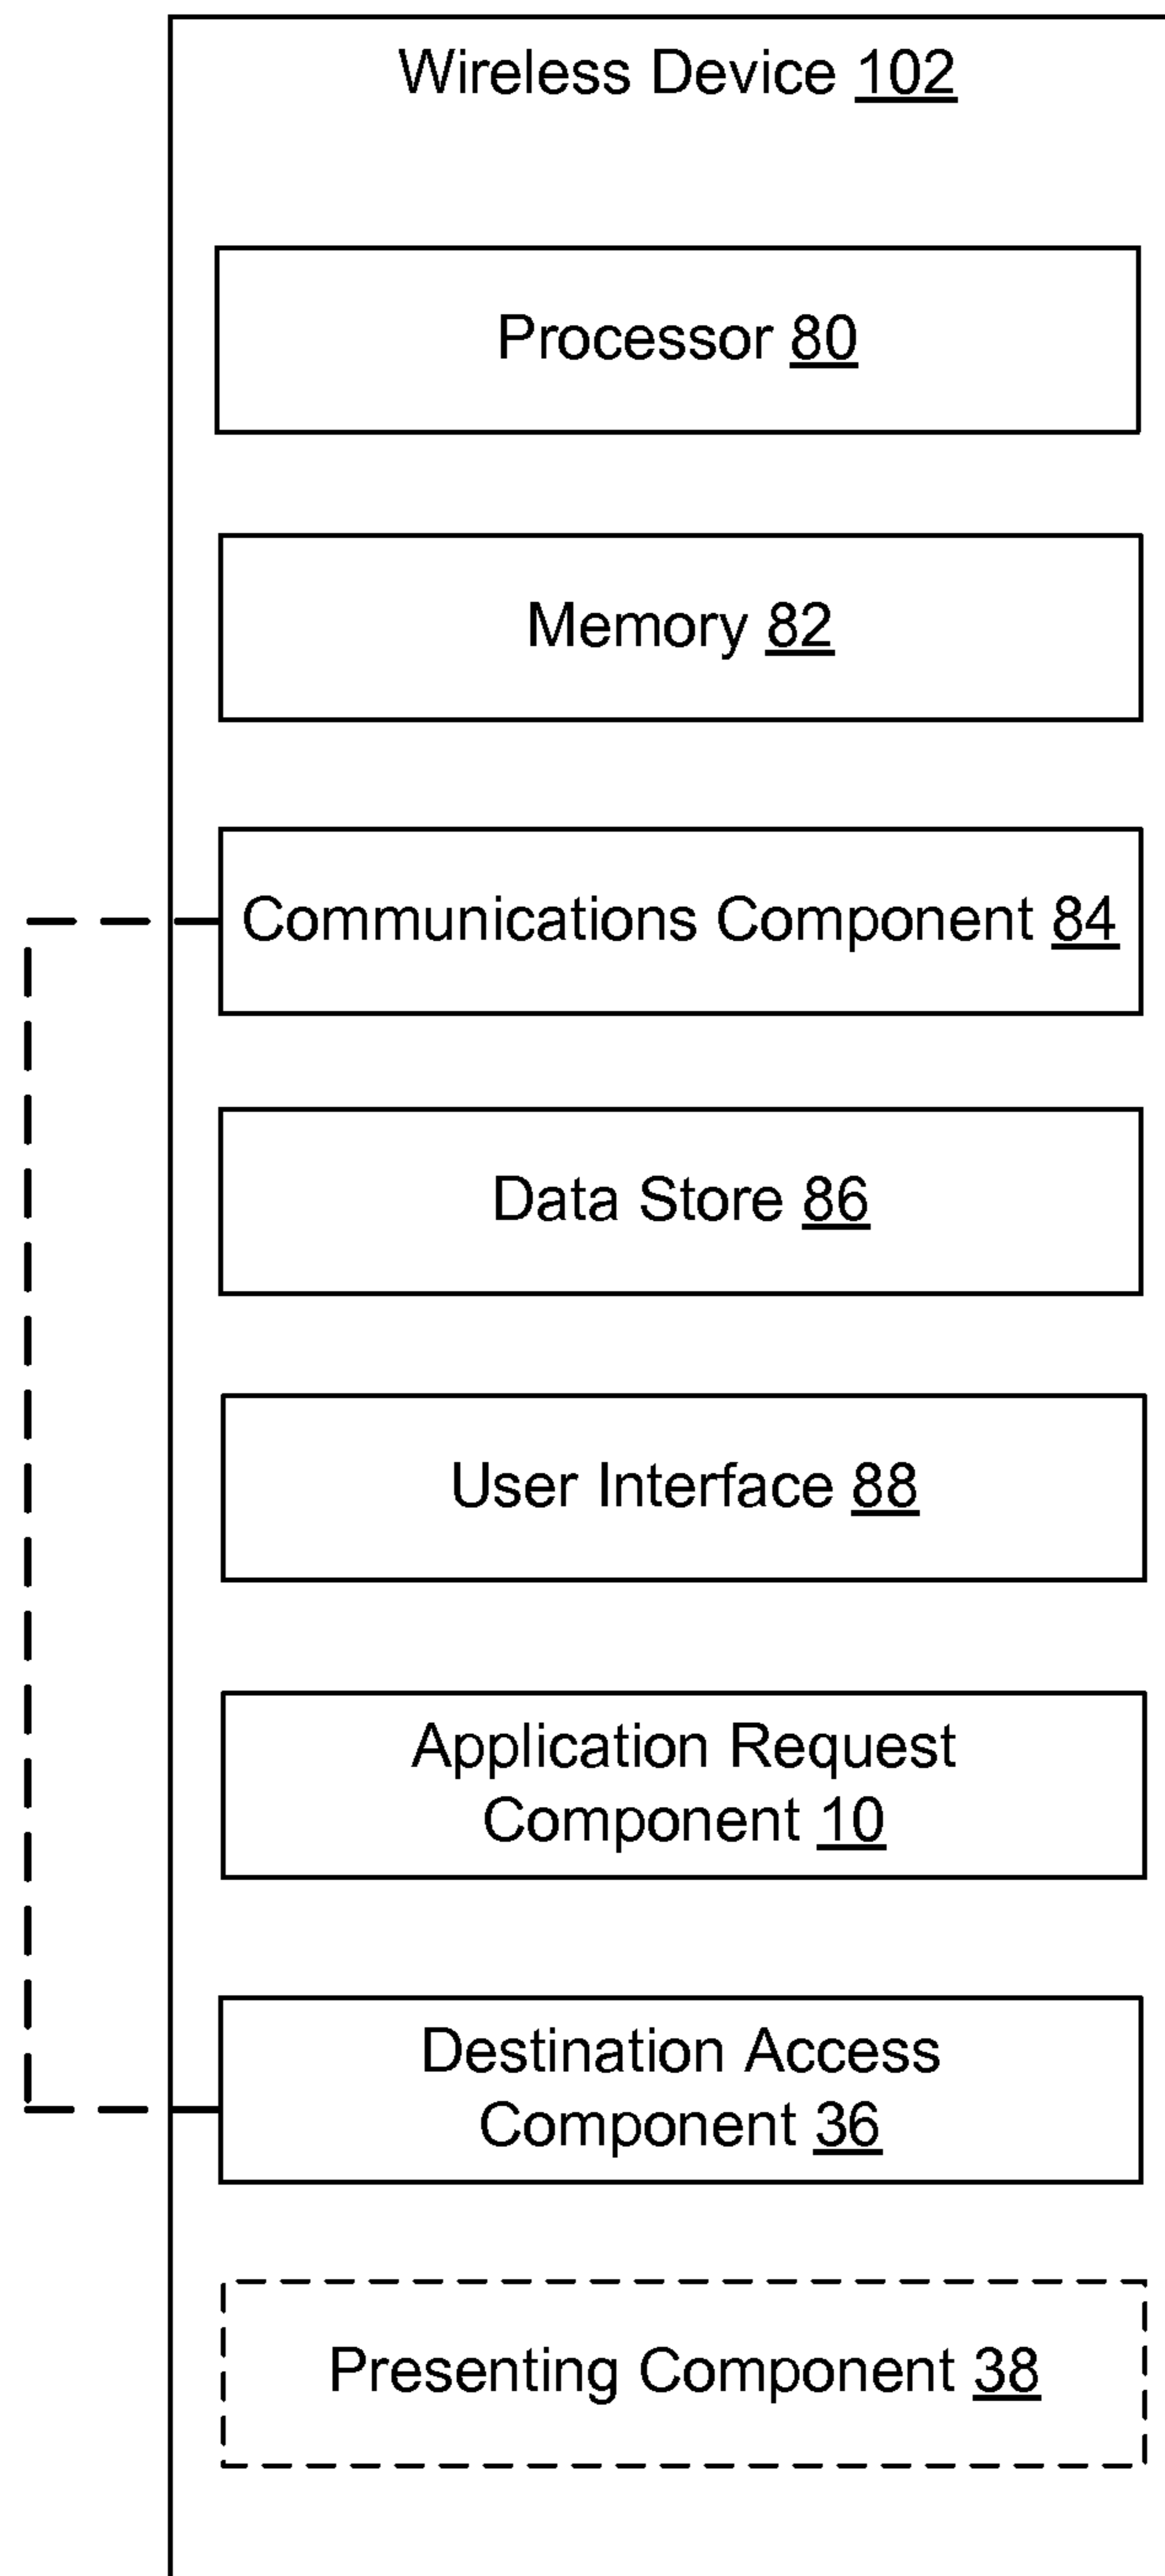 Wireless Device 102
Processor 80
Memory 82
Communications Component 84
Data Store 86
User Interface 88
Application Request
Component 10
Destination Access
Component 36
Presenting Component 38